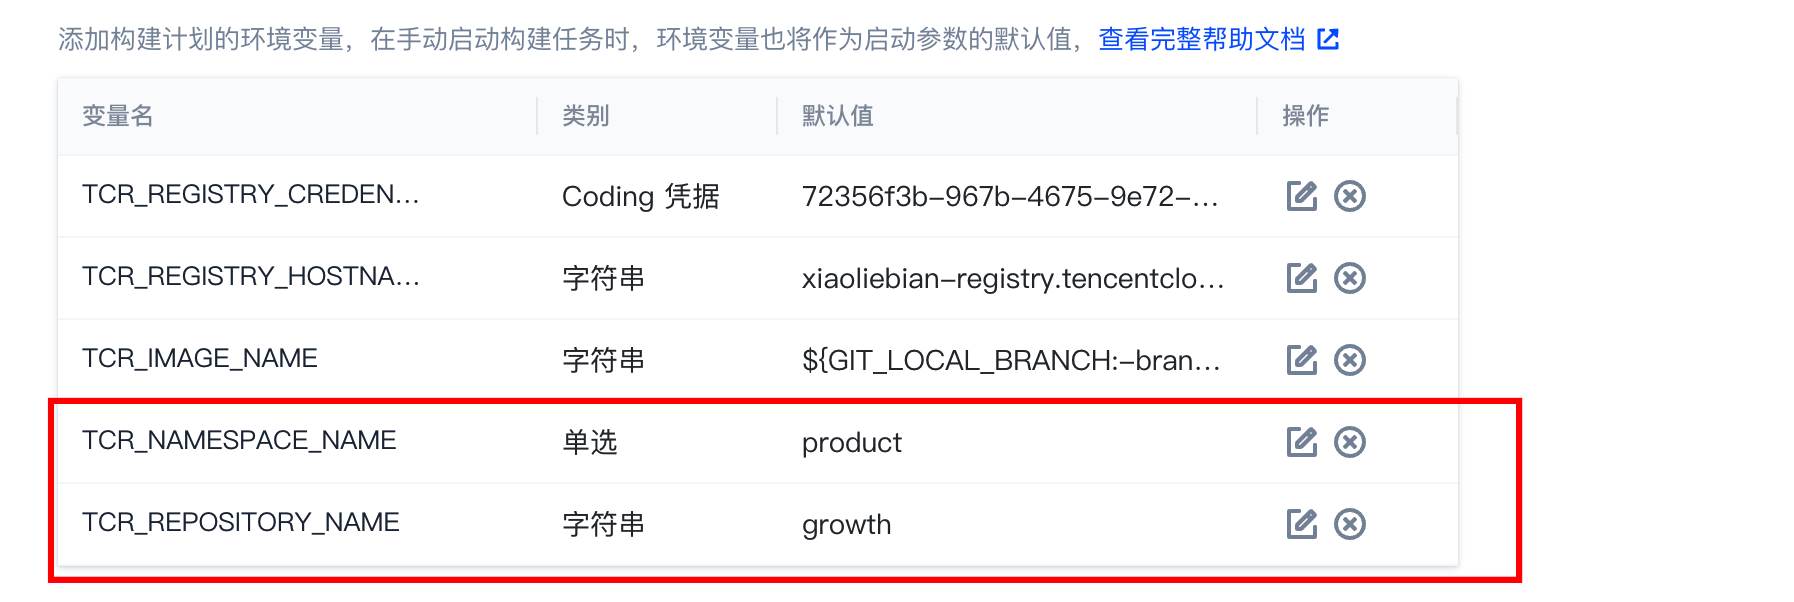 添加构建计划的环境变量，在手动启动构建任务时，环境变量也将作为启动参数的默认值，查看完整帮助文档
变量名 类别 默认值 操作
TCR_REGISTRY_CREDEN... Coding 凭据 72356f3b-967b-4675-9e72-...
TCR_REGISTRY_HOSTNA... 字符串 xiaoliebian-registry.tencentclo...
TCR_IMAGE_NAME 字符串 ${GIT_LOCAL_BRANCH:-bran...
TCR_NAMESPACE_NAME 单选 product
TCR_REPOSITORY_NAME 字符串 growth